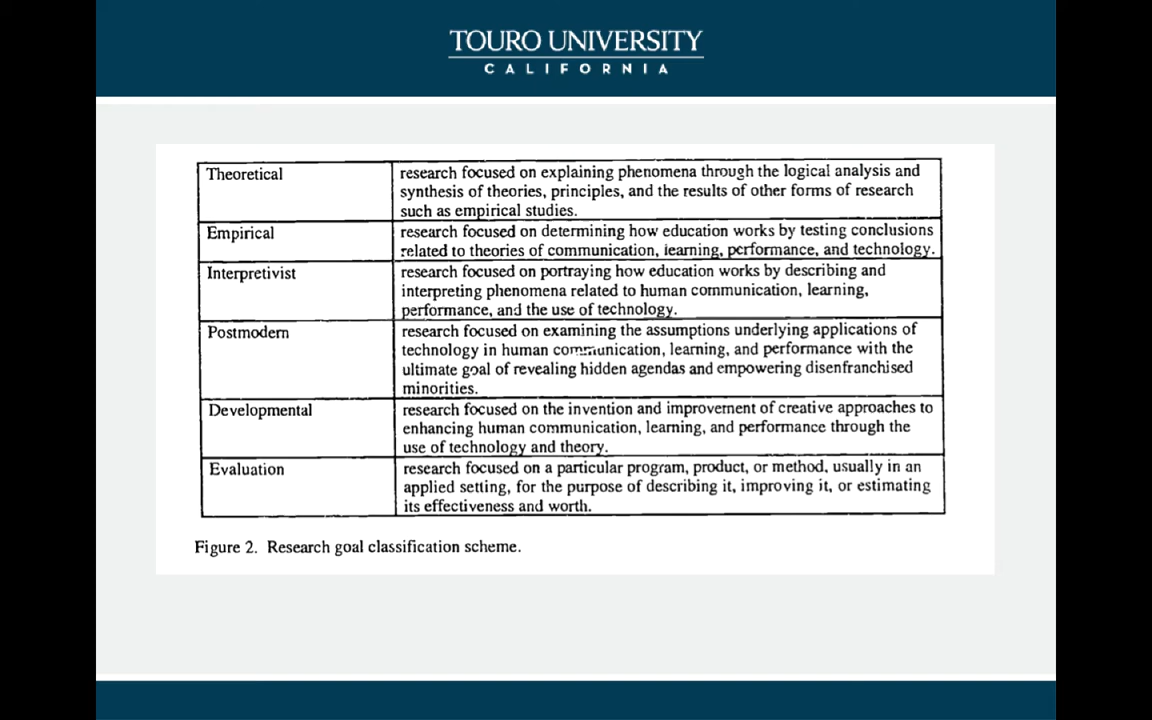 TOURO UNIVERSITY
CALIFORNIA
Theoretical
research focused on explaining phenomena through the logical analysis and
synthesis of theories, principles, and the results of other forms of research
such as empirical studies.
Empirical
research focused on determining how education works by testing conclusions
related to theories of communication, learning, performance, and technology.
Interpretivist
research focused on portraying how education works by describing and
interpreting phenomena related to human communication, learning,
performance, and the use of technology.
Postmodern
research focused on examining the assumptions underlying applications of
technology in human communication, learning, and performance with the
ultimate goal of revealing hidden agendas and empowering disenfranchised
minorities.
Developmental
research focused on the invention and improvement of creative approaches to
enhancing human communication, learning, and performance through the
use of technology and theory.
Evaluation
research focused on a particular program, product, or method, usually in an
applied setting, for the purpose of describing it, improving it, or estimating
its effectiveness and worth.
Figure 2. Research goal classification scheme.